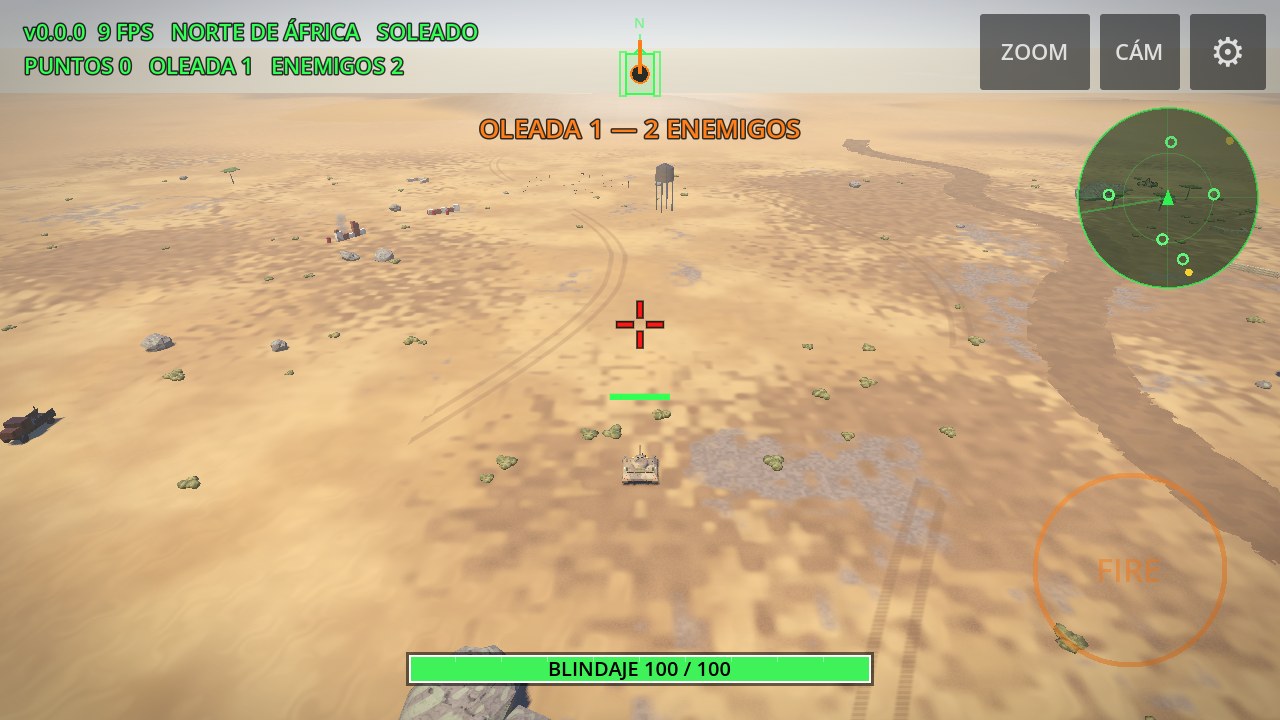 v0.0.0 9 FPS NORTE DE ÁFRICA SOLEADO
PUNTOS 0 OLEADA 1 ENEMIGOS 2
N
ZOOM
CÁM
OLEADA 1 — 2 ENEMIGOS
FIRE
BLINDAJE 100 / 100